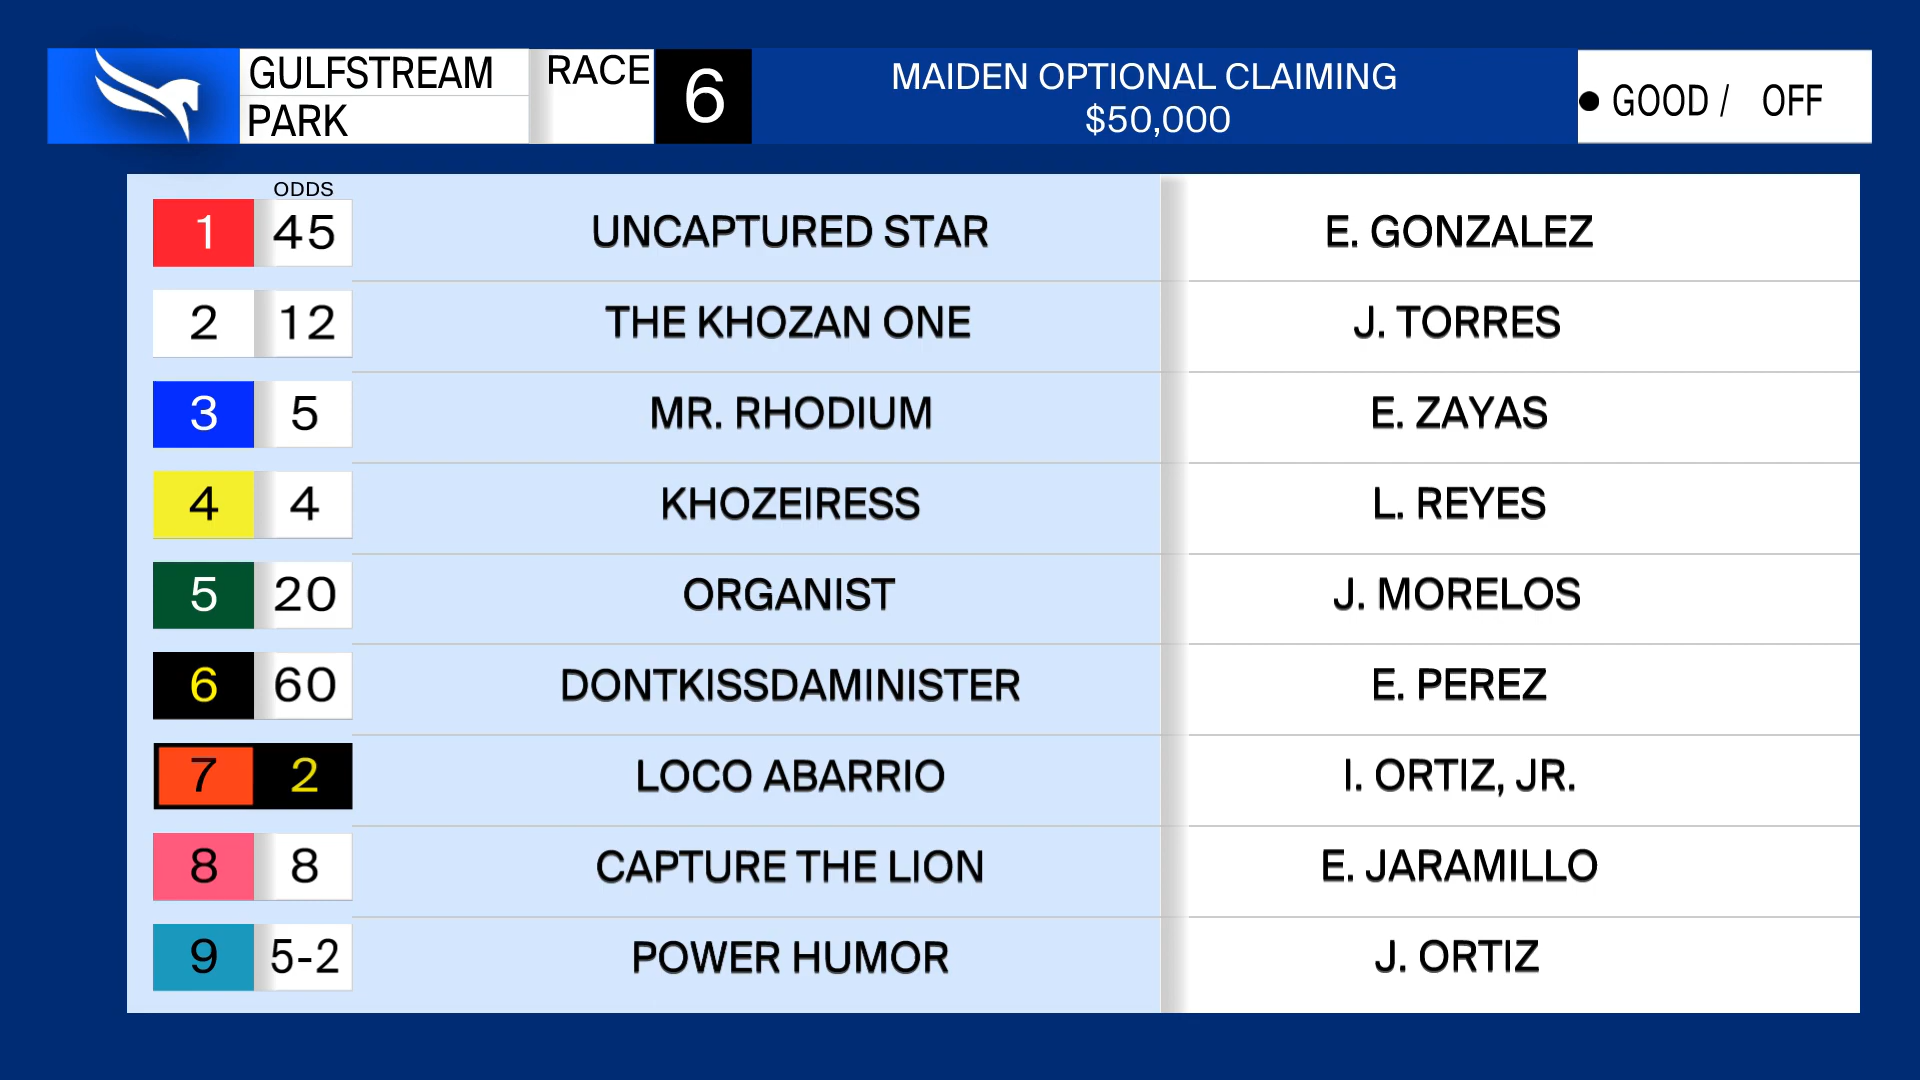 GULFSTREAM
PARK
RACE
6
MAIDEN OPTIONAL CLAIMING
$50,000
● GOOD / OFF
ODDS
1 45 UNCAPTURED STAR E. GONZALEZ
2 12 THE KHOZAN ONE J. TORRES
3 5 MR. RHODIUM E. ZAYAS
4 4 KHOZEIRESS L. REYES
5 20 ORGANIST J. MORELOS
6 60 DONTKISSDAMINISTER E. PEREZ
7 2 LOCO ABARRIO I. ORTIZ, JR.
8 8 CAPTURE THE LION E. JARAMILLO
9 5-2 POWER HUMOR J. ORTIZ